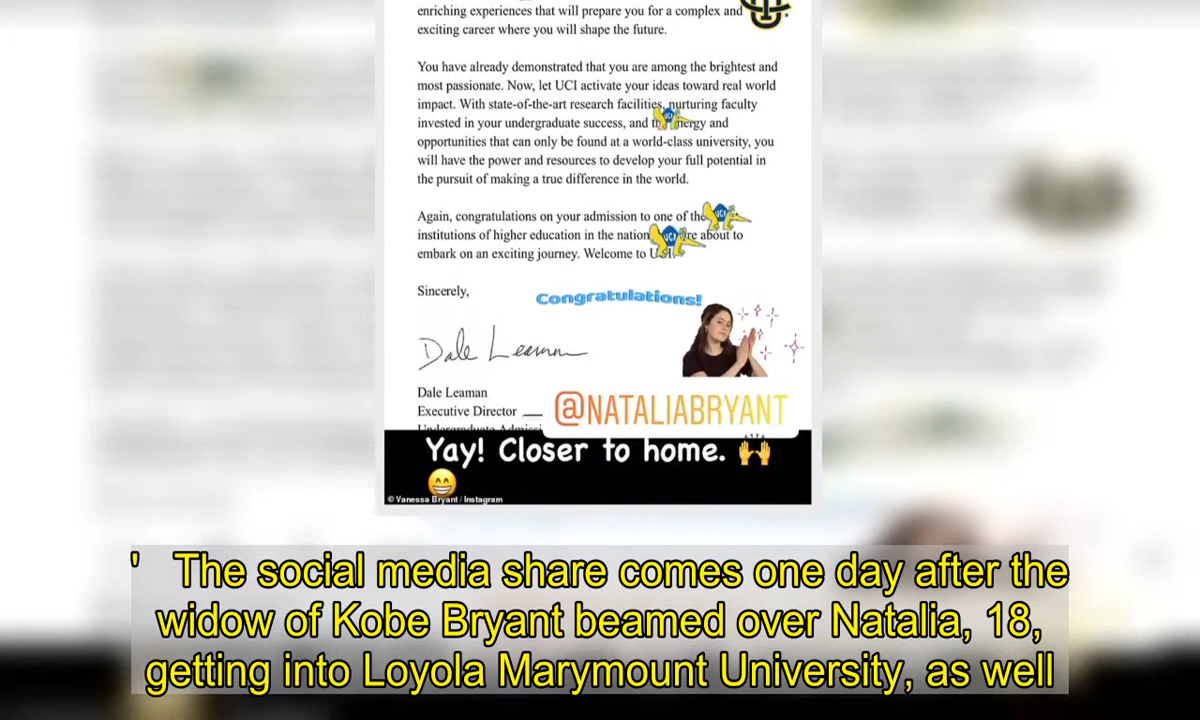 enriching experiences that will prepare you for a complex and
exciting career where you will shape the future.
You have already demonstrated that you are among the brightest and
most passionate. Now, let UCI activate your ideas toward real world
impact. With state-of-the-art research facilities, nurturing faculty
invested in your undergraduate success, and
and
opportunities that can only be found at a world-class university, you
will have the power and resources to develop your full potential in
the pursuit of making a true difference in the world.
Again, congratulations on your admission to one of the
UCI
institutions of higher education in the nation
UCI
about to
embark on an exciting journey. Welcome to
Sincerely,
Congratulations!
Dale Leaman
Dale Leaman
Executive Director
@NATALIABRYANT
Yay! Closer to home.
© Vanessa Bryant / Instagram
' The social media share comes one day after the
widow of Kobe Bryant beamed over Natalia, 18,
getting into Loyola Marymount University, as well